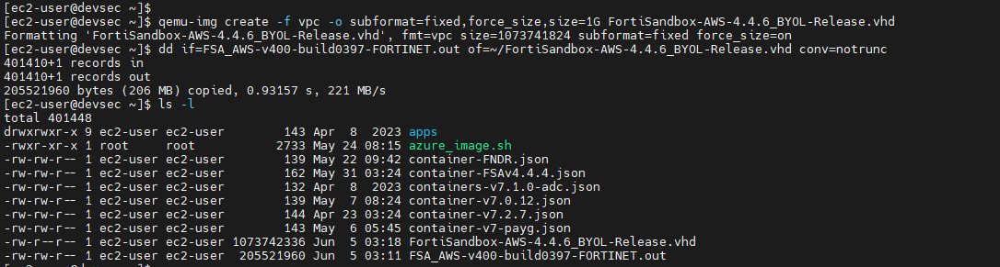 [ec2-user@devsec ~]$
[ec2-user@devsec ~]$ qemu-img create -f vpc -o subformat=fixed,force_size,size=1G FortiSandbox-AWS-4.4.6_BYOL-Release.vhd
Formatting 'FortiSandbox-AWS-4.4.6_BYOL-Release.vhd', fmt=vpc size=1073741824 subformat=fixed force_size=on
[ec2-user@devsec ~]$ dd if=FSA_AWS-v400-build0397-FORTINET.out of=~/FortiSandbox-AWS-4.4.6_BYOL-Release.vhd conv=notrunc
401410+1 records in
401410+1 records out
205521960 bytes (206 MB) copied, 0.93157 s, 221 MB/s
[ec2-user@devsec ~]$ ls -l
total 401448
drwxrwxr-x 9 ec2-user ec2-user        143 Apr  8  2023 apps
-rwxr-xr-x 1 root     root           2733 May 24 08:15 azure_image.sh
-rw-rw-r-- 1 ec2-user ec2-user        139 May 22 09:42 container-FNDR.json
-rw-rw-r-- 1 ec2-user ec2-user        162 May 31 03:24 container-FSAv4.4.4.json
-rw-rw-r-- 1 ec2-user ec2-user        132 Apr  8  2023 containers-v7.1.0-adc.json
-rw-rw-r-- 1 ec2-user ec2-user        139 May  7 08:24 container-v7.0.12.json
-rw-rw-r-- 1 ec2-user ec2-user        144 Apr 23 03:24 container-v7.2.7.json
-rw-rw-r-- 1 ec2-user ec2-user        143 May  6 05:45 container-v7-payg.json
-rw-r--r-- 1 ec2-user ec2-user 1073742336 Jun  5 03:18 FortiSandbox-AWS-4.4.6_BYOL-Release.vhd
-rw-rw-r-- 1 ec2-user ec2-user  205521960 Jun  5 03:11 FSA_AWS-v400-build0397-FORTINET.out